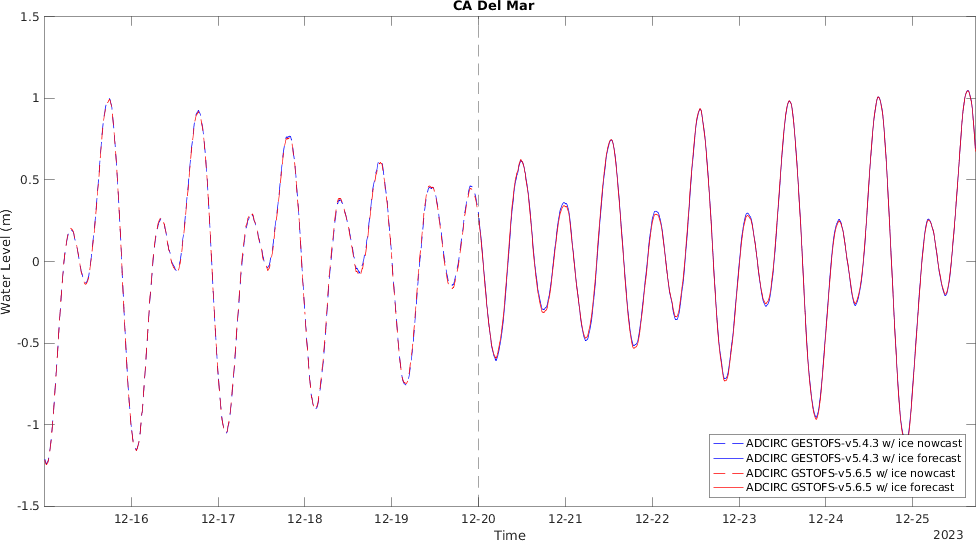 CA Del Mar
1.5
1
0.5
0
-0.5
-1
-1.5
Water Level (m)
12-16 12-17 12-18 12-19 12-20 12-21 12-22 12-23 12-24 12-25
Time
2023
ADCIRC GESTOFS-v5.4.3 w/ ice nowcast
ADCIRC GESTOFS-v5.4.3 w/ ice forecast
ADCIRC GSTOFS-v5.6.5 w/ ice nowcast
ADCIRC GSTOFS-v5.6.5 w/ ice forecast